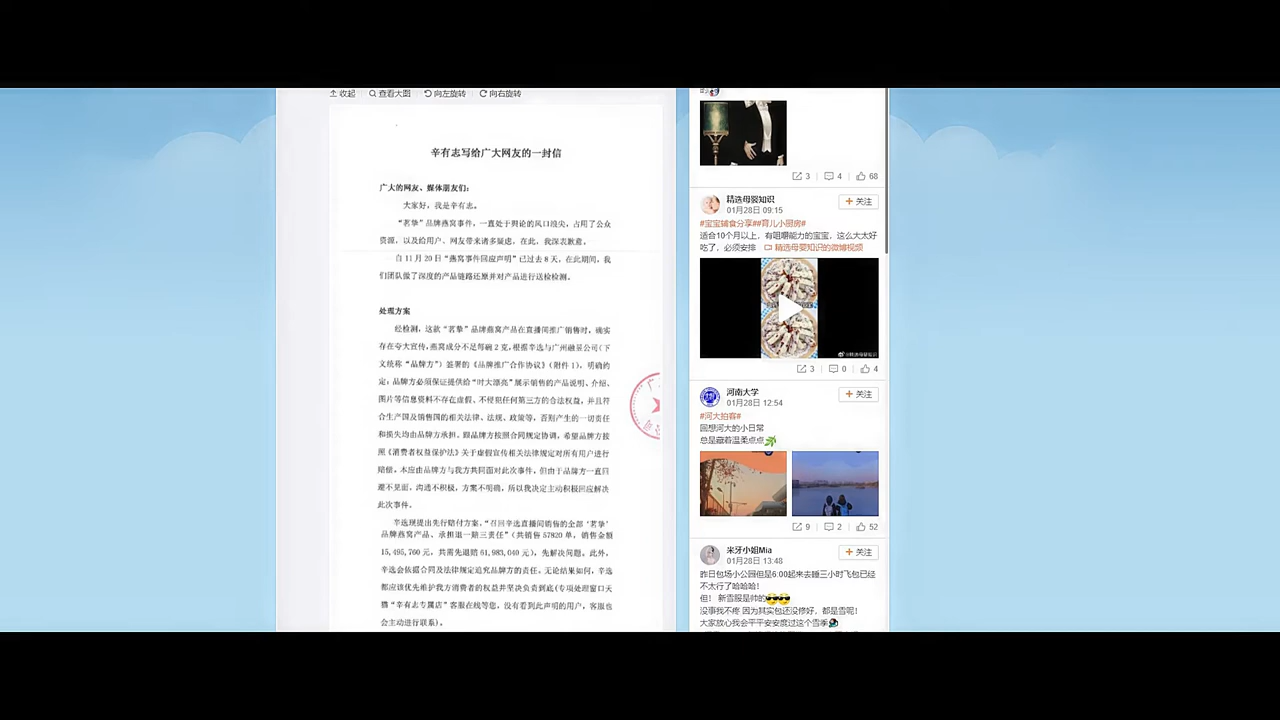 收起 查看大图 向左旋转 向右旋转
辛有志写给广大网友的一封信
广大的网友、媒体朋友们：
大家好，我是辛有志。
“茗挚”品牌燕窝事件，一直处于舆论的风口浪尖，占用了公众
资源，以及给用户、网友带来诸多疑虑，在此，我深表歉意。
自 11 月 20 日“燕窝事件回应声明”已过去 8 天，在此期间，我
们团队做了深度的产品链路还原并对产品进行送检检测。
处理方案
经检测，这款“茗挚”品牌燕窝产品在直播间推广销售时，确实
存在夸大宣传，燕窝成分不足每碗 2 克，根据辛选与广州融昱公司（下
文统称“品牌方”）签署的《品牌推广合作协议》（附件 1），明确约
定：品牌方必须保证提供给“时大漂亮”展示销售的产品说明、介绍、
图片等信息资料不存在虚假、不侵犯任何第三方的合法权益，并且符
合生产国及销售国的相关法律、法规、政策等，否则产生的一切责任
和损失均由品牌方承担。跟品牌方按照合同规定协调，希望品牌方按
照《消费者权益保护法》关于虚假宣传相关法律规定对所有用户进行
赔偿。本应由品牌方与我方共同面对此次事件，但由于品牌方一直回
避不见面，沟通不积极，方案不明确，所以我决定主动积极回应解决
此次事件。
辛选现提出先行赔付方案，“召回辛选直播间销售的全部‘茗挚’
品牌燕窝产品、承担退一赔三责任”（共销售 57820 单，销售金额
15,495,760 元，共需先退赔 61,983,040 元），先解决问题。此外，
辛选会依据合同及法律规定追究品牌方的责任。无论结果如何，辛选
都应该优先维护我方消费者的权益并坚决负责到底（专项处理窗口天
猫“辛有志专属店”客服在线等您，没有看到此声明的用户，客服也
会主动进行联系）。
3 4 68
精选母婴知识
01月28日 09:15
+ 关注
#宝宝辅食分享##育儿小厨房#
适合10个月以上，有咀嚼能力的宝宝，这么大太好
吃了，必须安排 精选母婴知识的微博视频
@精选母婴知识
3 0 4
河南大学
01月28日 12:54
+ 关注
#河大拍客#
回想河大的小日常
总是藏着温柔点点
9 2 52
米牙小姐Mia
01月28日 13:48
+ 关注
昨日包场小公园但是6:00起来去睡三小时飞包已经
不太行了哈哈哈！
但！ 新雪服是帅的
没事我不疼 因为其实包还没修好，都是雪呢！
大家放心我会平平安安度过这个雪季